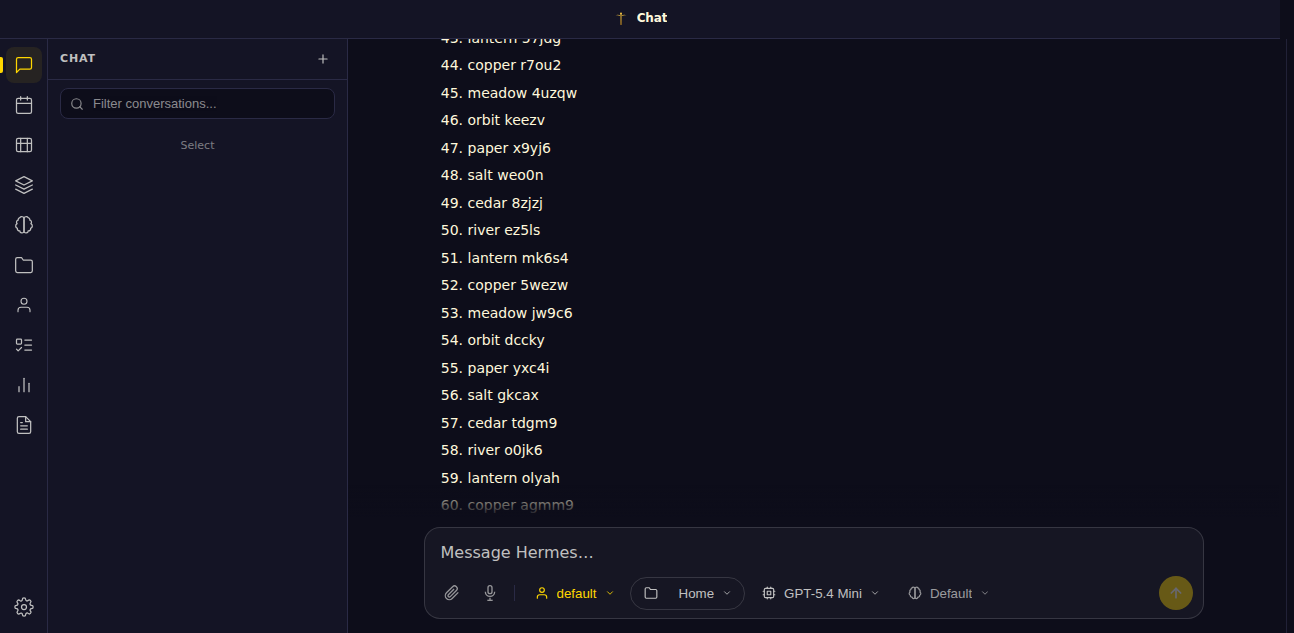 Chat
CHAT
Filter conversations...
Select
43. lantern 57jdg
44. copper r7ou2
45. meadow 4uzqw
46. orbit keezv
47. paper x9yj6
48. salt weo0n
49. cedar 8zjzj
50. river ez5ls
51. lantern mk6s4
52. copper 5wezw
53. meadow jw9c6
54. orbit dccky
55. paper yxc4i
56. salt gkcax
57. cedar tdgm9
58. river o0jk6
59. lantern olyah
60. copper agmm9
Message Hermes…
default Home GPT-5.4 Mini Default